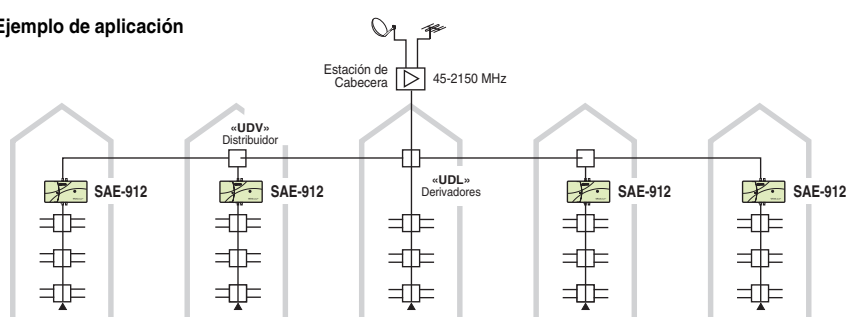 Ejemplo de aplicación
Estación de
Cabecera
45-2150 MHz
«UDV»
Distribuidor
«UDL»
Derivadores
SAE-912
SAE-912
SAE-912
SAE-912